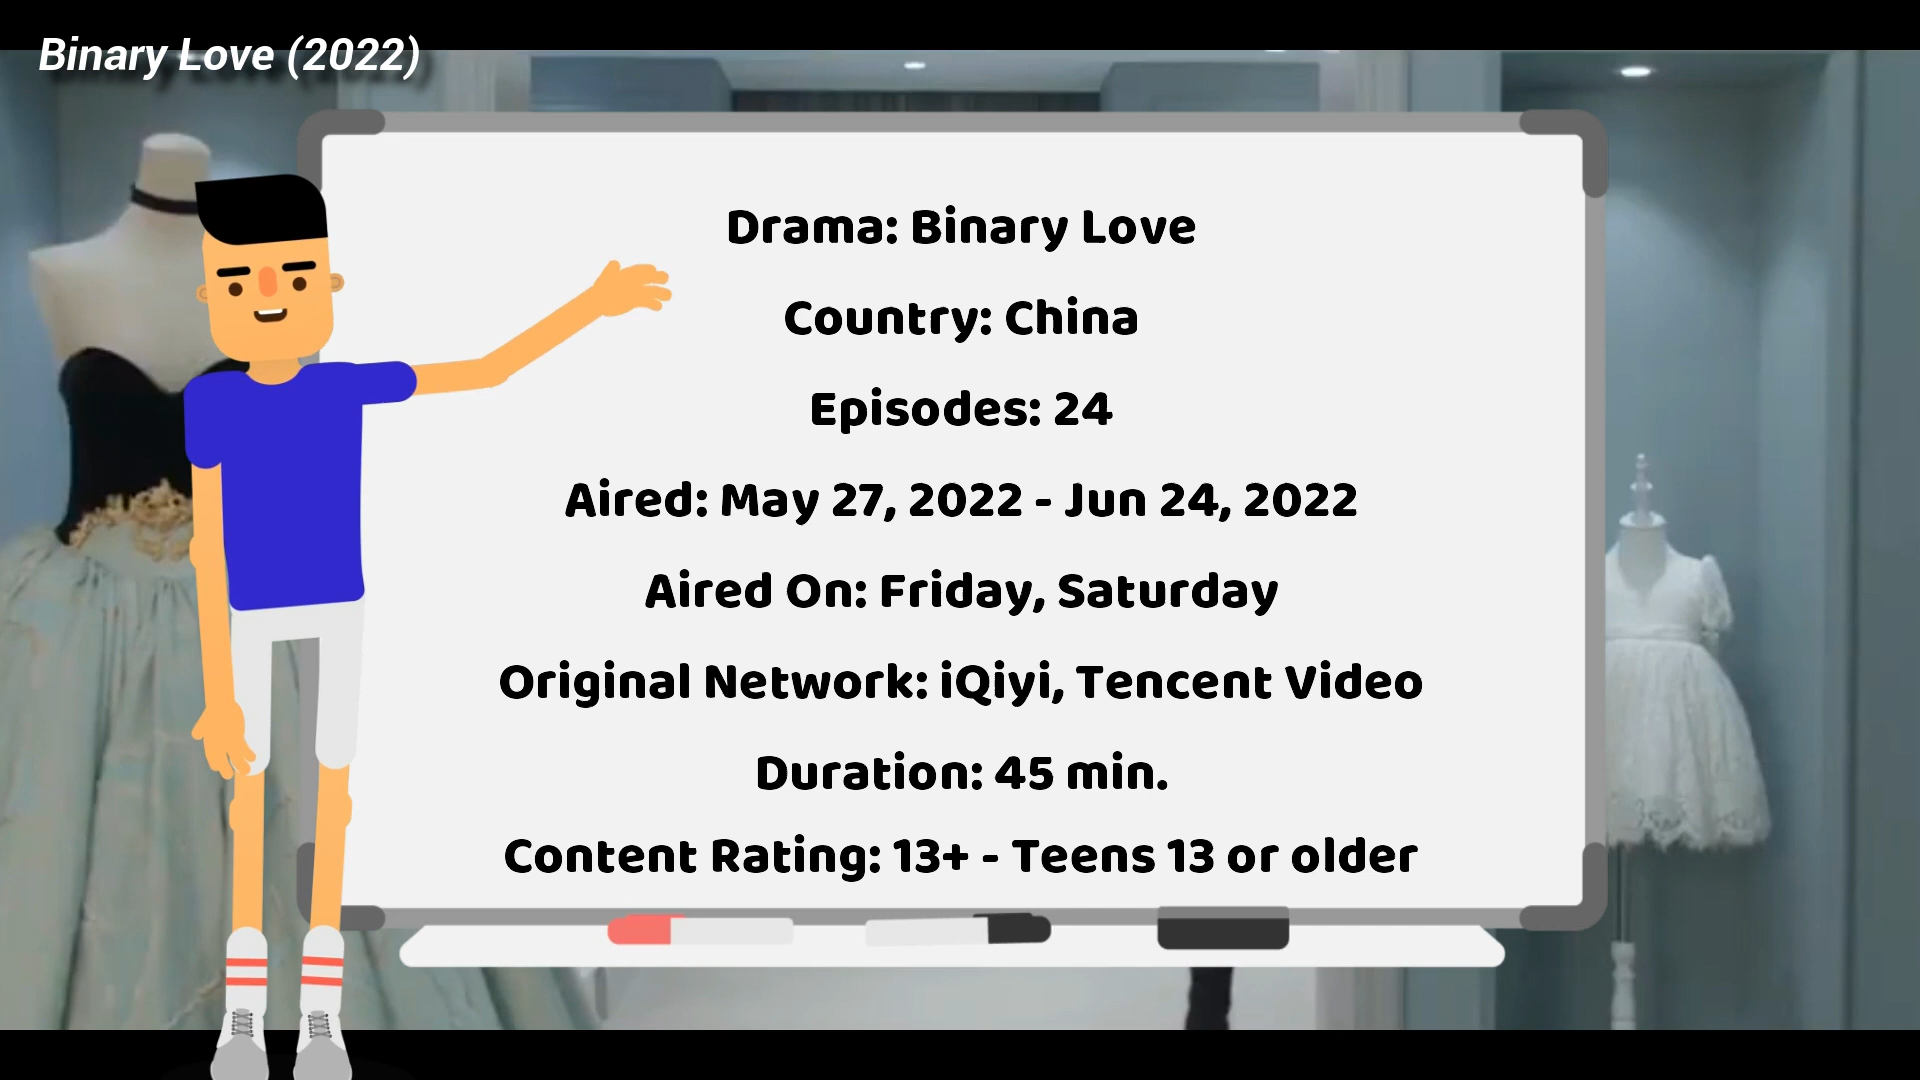 Binary Love (2022)
Drama: Binary Love
Country: China
Episodes: 24
Aired: May 27, 2022 - Jun 24, 2022
Aired On: Friday, Saturday
Original Network: iQiyi, Tencent Video
Duration: 45 min.
Content Rating: 13+ - Teens 13 or older